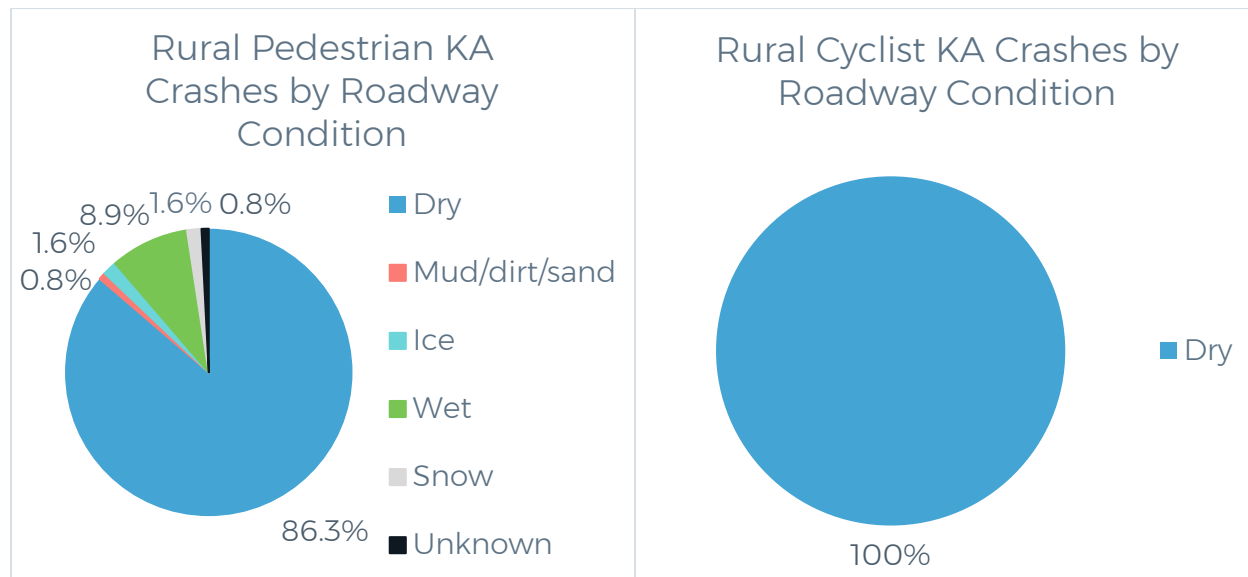 Rural Pedestrian KA
Crashes by Roadway
Condition
1.6%
0.8%
8.9%
1.6%
0.8%
86.3%
Dry
Mud/dirt/sand
Ice
Wet
Snow
Unknown
Rural Cyclist KA Crashes by
Roadway Condition
Dry
100%